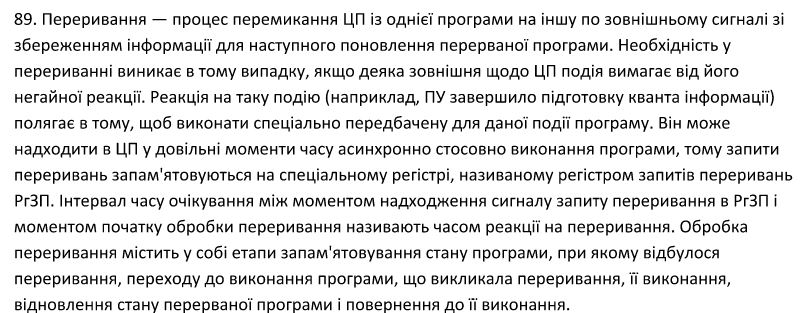 89. Переривання — процес перемикання ЦП із однієї програми на іншу по зовнішньому сигналі зі
збереженням інформації для наступного поновлення перерваної програми. Необхідність у
перериванні виникає в тому випадку, якщо деяка зовнішня щодо ЦП подія вимагає від його
негайної реакції. Реакція на таку подію (наприклад, ПУ завершило підготовку кванта інформації)
полягає в тому, щоб виконати спеціально передбачену для даної події програму. Він може
надходити в ЦП у довільні моменти часу асинхронно стосовно виконання програми, тому запити
переривань запам'ятовуються на спеціальному регістрі, називаному регістром запитів переривань
РгЗП. Інтервал часу очікування між моментом надходження сигналу запиту переривання в РгЗП і
моментом початку обробки переривання називають часом реакції на переривання. Обробка
переривання містить у собі етапи запам'ятовування стану програми, при якому відбулося
переривання, переходу до виконання програми, що викликала переривання, її виконання,
відновлення стану перерваної програми і повернення до її виконання.